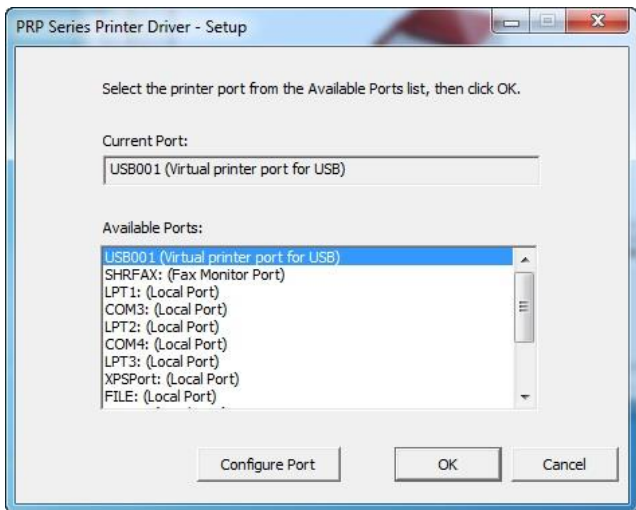 PRP Series Printer Driver - Setup
Select the printer port from the Available Ports list, then click OK.
Current Port:
USB001 (Virtual printer port for USB)
Available Ports:
USB001 (Virtual printer port for USB)
SHRFAX: (Fax Monitor Port)
LPT1: (Local Port)
COM3: (Local Port)
LPT2: (Local Port)
COM4: (Local Port)
LPT3: (Local Port)
XPSPort: (Local Port)
FILE: (Local Port)
Configure Port
OK
Cancel